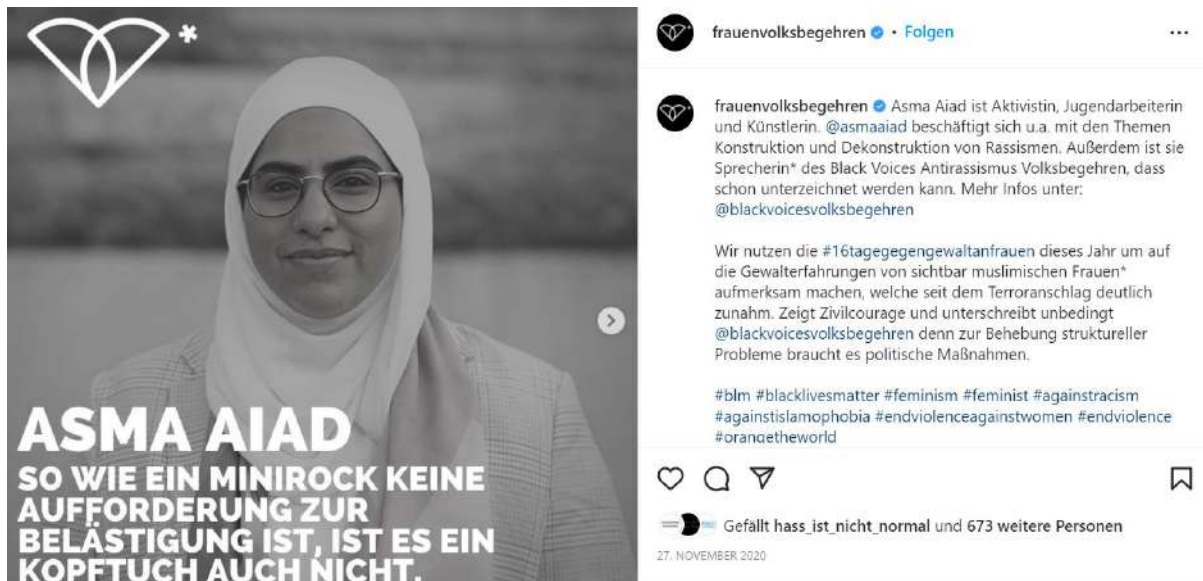 *
ASMA AIAD
SO WIE EIN MINIROCK KEINE
AUFFORDERUNG ZUR
BELÄSTIGUNG IST, IST ES EIN
KOPFTUCH AUCH NICHT.
frauenvolksbegehren • Folgen
frauenvolksbegehren Asma Aiad ist Aktivistin, Jugendarbeiterin
und Künstlerin. @asmaaiad beschäftigt sich u.a. mit den Themen
Konstruktion und Dekonstruktion von Rassismen. Außerdem ist sie
Sprecherin* des Black Voices Antirassismus Volksbegehren, dass
schon unterzeichnet werden kann. Mehr Infos unter:
@blackvoicesvolksbegehren
Wir nutzen die #16tagegegengewaltanfrauen dieses Jahr um auf
die Gewalterfahrungen von sichtbar muslimischen Frauen*
aufmerksam machen, welche seit dem Terroranschlag deutlich
zunahm. Zeigt Zivilcourage und unterschreibt unbedingt
@blackvoicesvolksbegehren denn zur Behebung struktureller
Probleme braucht es politische Maßnahmen.
#blm #blacklivesmatter #feminism #feminist #againstracism
#againstislamophobia #endviolenceagainstwomen #endviolence
#orangetheworld
Gefällt hass_ist_nicht_normal und 673 weitere Personen
27. NOVEMBER 2020